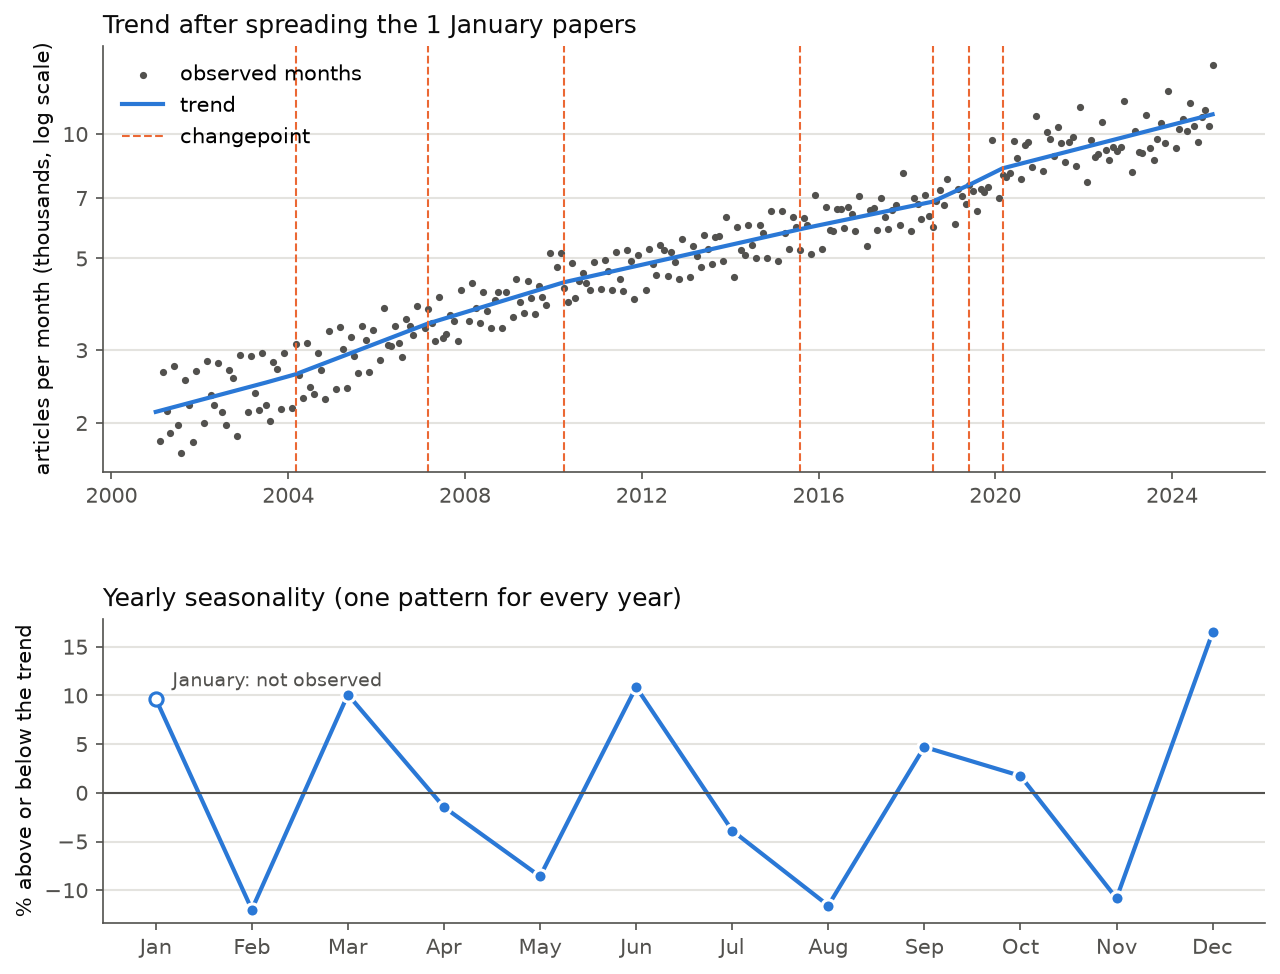 Trend after spreading the 1 January papers
articles per month (thousands, log scale)
observed months
trend
changepoint
10
7
5
3
2
2000 2004 2008 2012 2016 2020 2024
Yearly seasonality (one pattern for every year)
% above or below the trend
January: not observed
15
10
5
0
−5
−10
Jan Feb Mar Apr May Jun Jul Aug Sep Oct Nov Dec